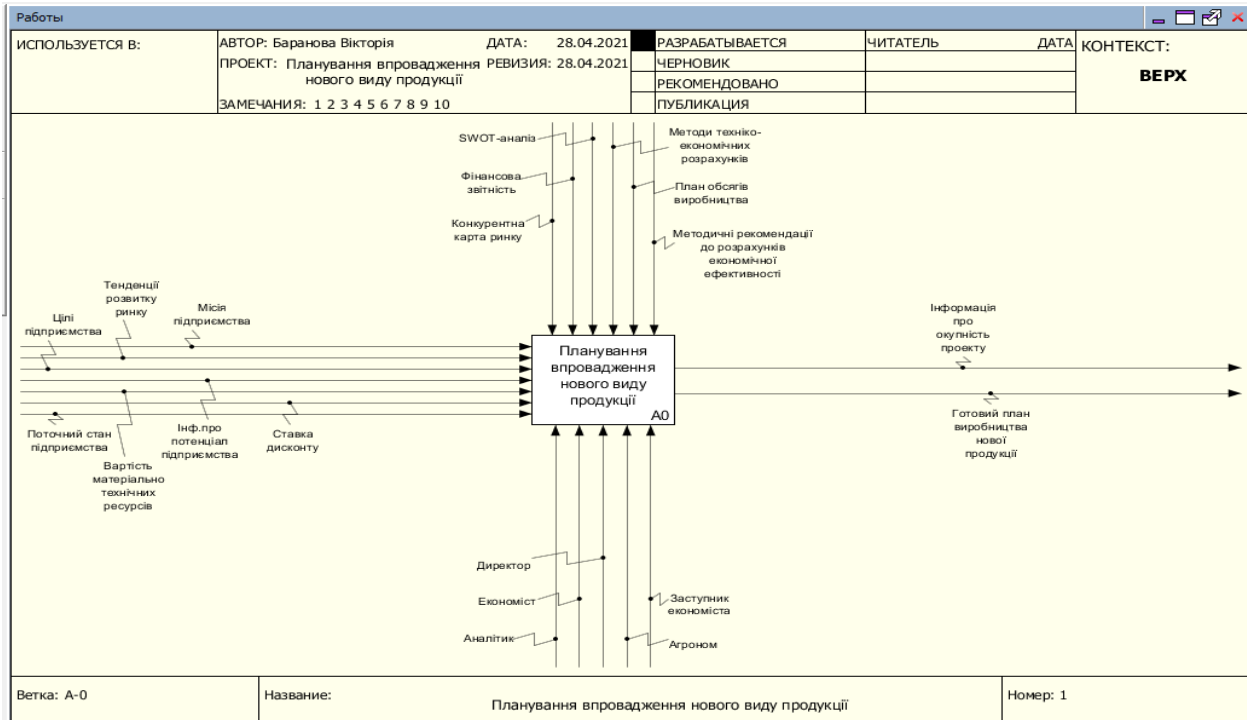 Работы
ИСПОЛЬЗУЕТСЯ В:
АВТОР: Баранова Вікторія
ДАТА: 28.04.2021
ПРОЕКТ: Планування впровадження
нового виду продукції
РЕВИЗИЯ: 28.04.2021
ЗАМЕЧАНИЯ: 1 2 3 4 5 6 7 8 9 10
РАЗРАБАТЫВАЕТСЯ
ЧЕРНОВИК
РЕКОМЕНДОВАНО
ПУБЛИКАЦИЯ
ЧИТАТЕЛЬ
ДАТА
КОНТЕКСТ:
ВЕРХ
SWOT-аналіз
Фінансова
звітність
Конкурентна
карта ринку
Методи техніко-
економічних
розрахунків
План обсягів
виробництва
Методичні рекомендації
до розрахунків
економічної
ефективності
Цілі
підприємства
Тенденції
розвитку
ринку
Місія
підприємства
Поточний стан
підприємства
Вартість
матеріально
технічних
ресурсів
Інф.про
потенціал
підприємства
Ставка
дисконту
Планування
впровадження
нового виду
продукції
A0
Інформація
про
окупність
проекту
Готовий план
виробництва
нової
продукції
Директор
Економіст
Аналітик
Заступник
економіста
Агроном
Ветка: A-0
Название:
Планування впровадження нового виду продукції
Номер: 1